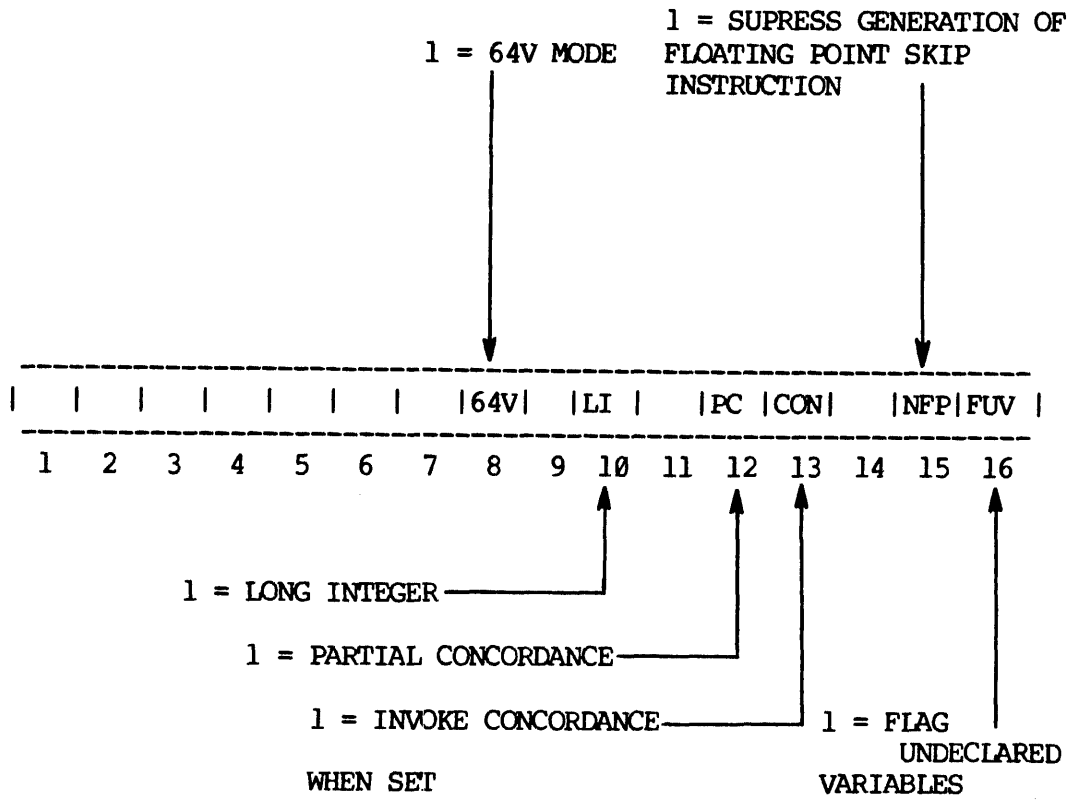 1 = SUPRESS GENERATION OF
1 = 64V MODE FLOATING POINT SKIP
INSTRUCTION
| | | | | | | |64V| |LI | |PC |CON| |NFP|FUV |
1 2 3 4 5 6 7 8 9 10 11 12 13 14 15 16
1 = LONG INTEGER
1 = PARTIAL CONCORDANCE
1 = INVOKE CONCORDANCE 1 = FLAG
UNDECLARED
WHEN SET VARIABLES